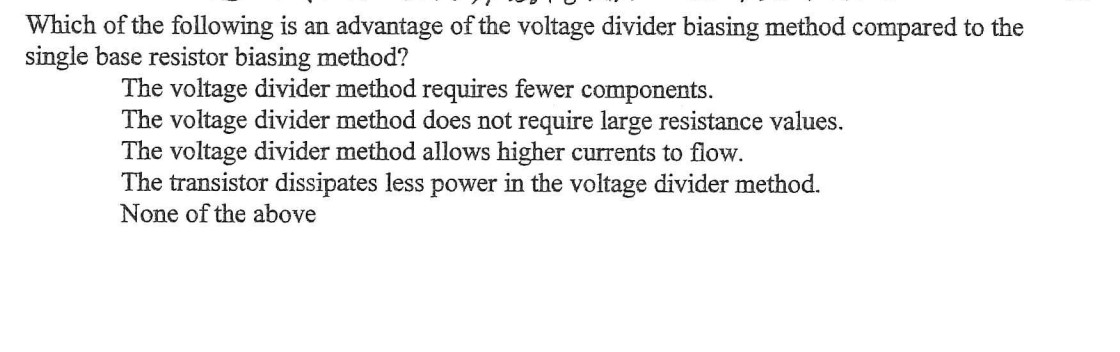 Which of the following is an advantage of the voltage divider biasing method compared to the
single base resistor biasing method?
The voltage divider method requires fewer components.
The voltage divider method does not require large resistance values.
The voltage divider method allows higher currents to flow.
The transistor dissipates less power in the voltage divider method.
None of the above